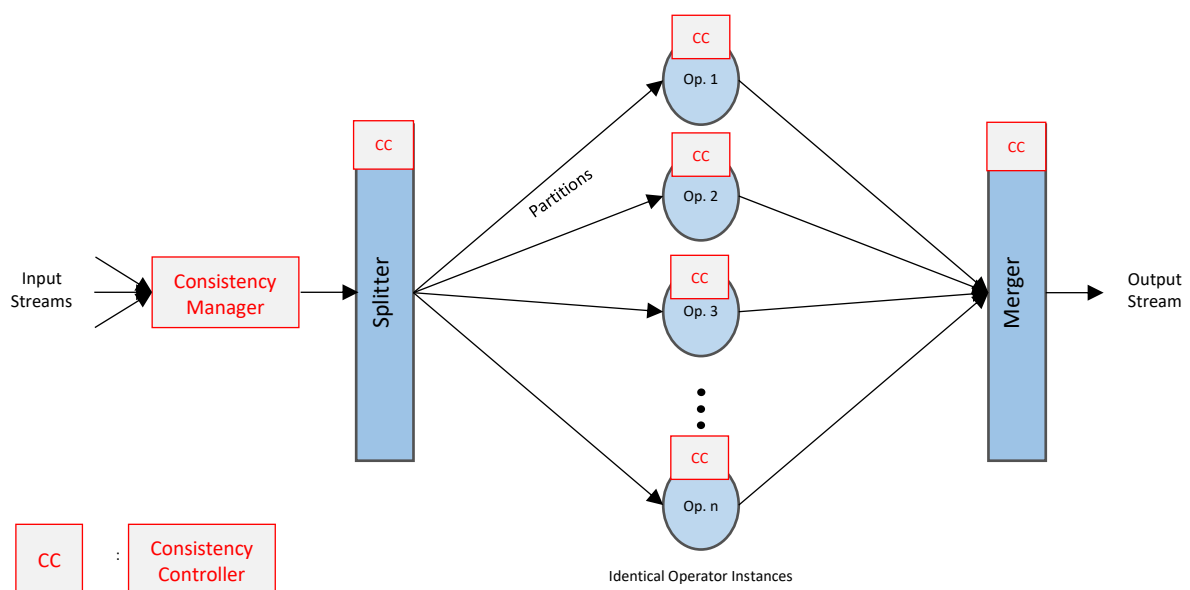 CC
Op. 1
CC
CC
CC
Op. 2
Partitions
Input
Streams
Consistency
Manager
Splitter
CC
Op. 3
Merger
Output
Stream
CC
Op. n
CC
:
Consistency
Controller
Identical Operator Instances